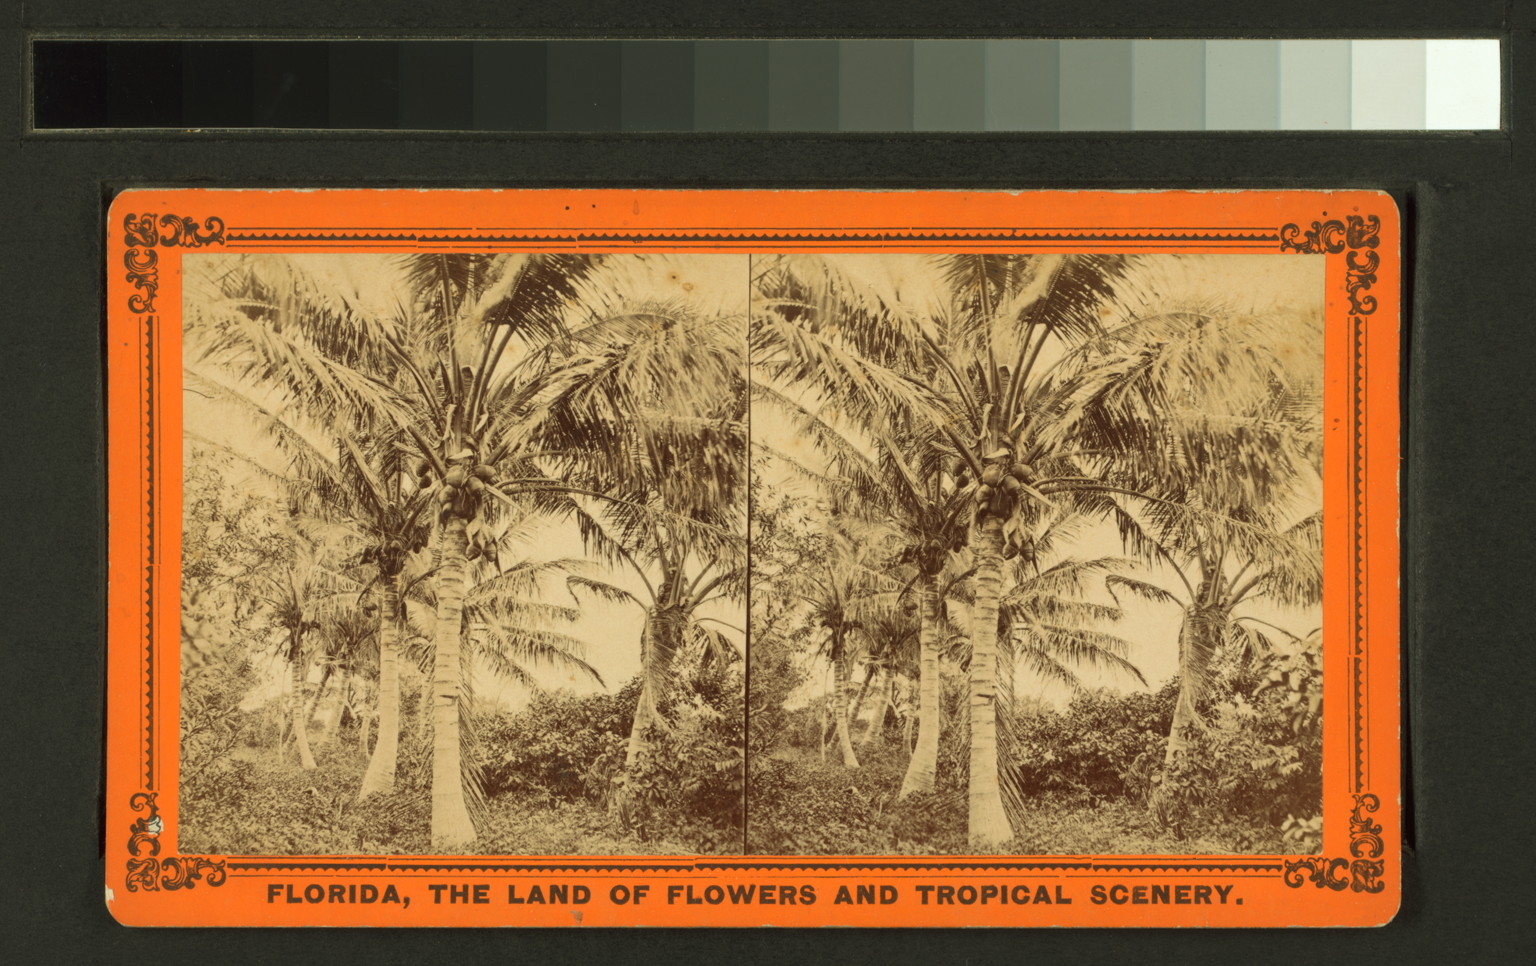 FLORIDA, THE LAND OF FLOWERS AND TROPICAL SCENERY.